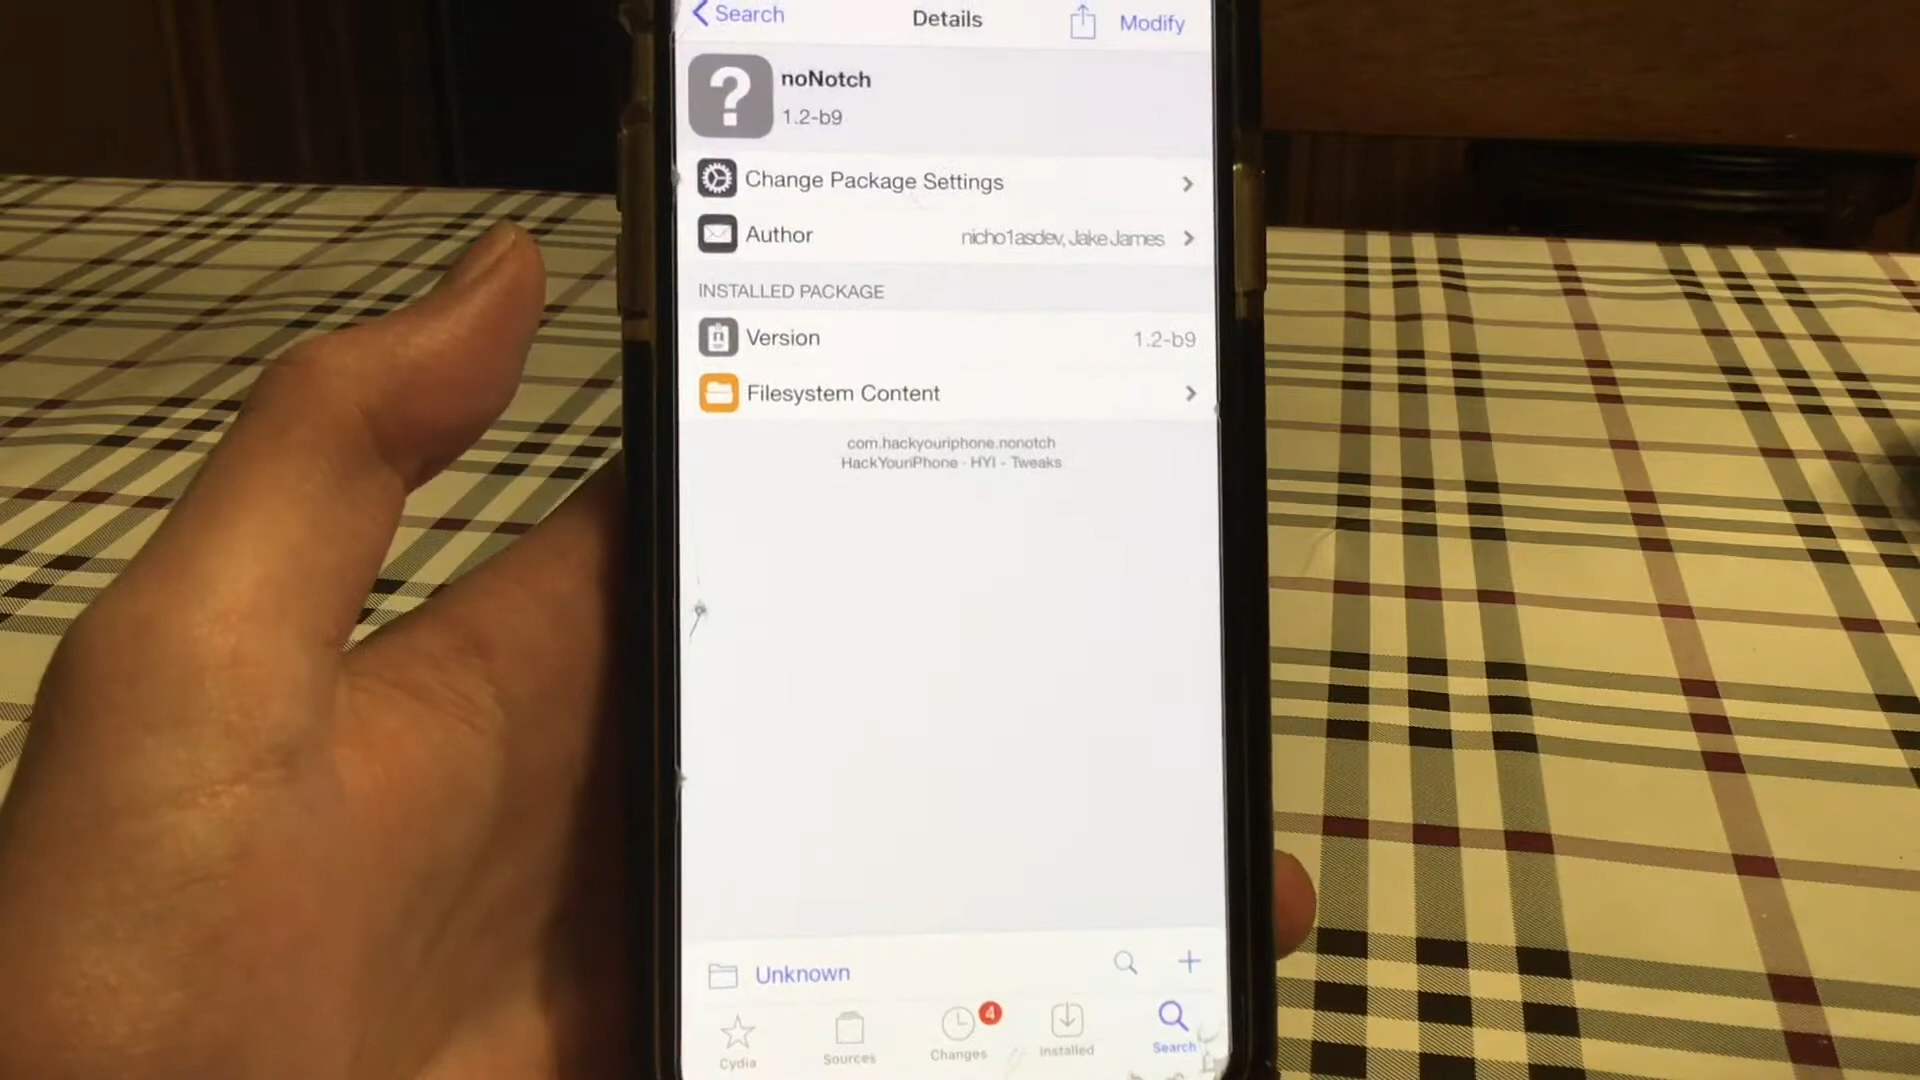 Search
Details
Modify
noNotch
1.2-b9
Change Package Settings
Author
nicho1asdev, Jake James
INSTALLED PACKAGE
Version
1.2-b9
Filesystem Content
com.hackyouriphone.nonotch
HackYouriPhone - HYI - Tweaks
Unknown
4
Cydia
Sources
Changes
Installed
Search